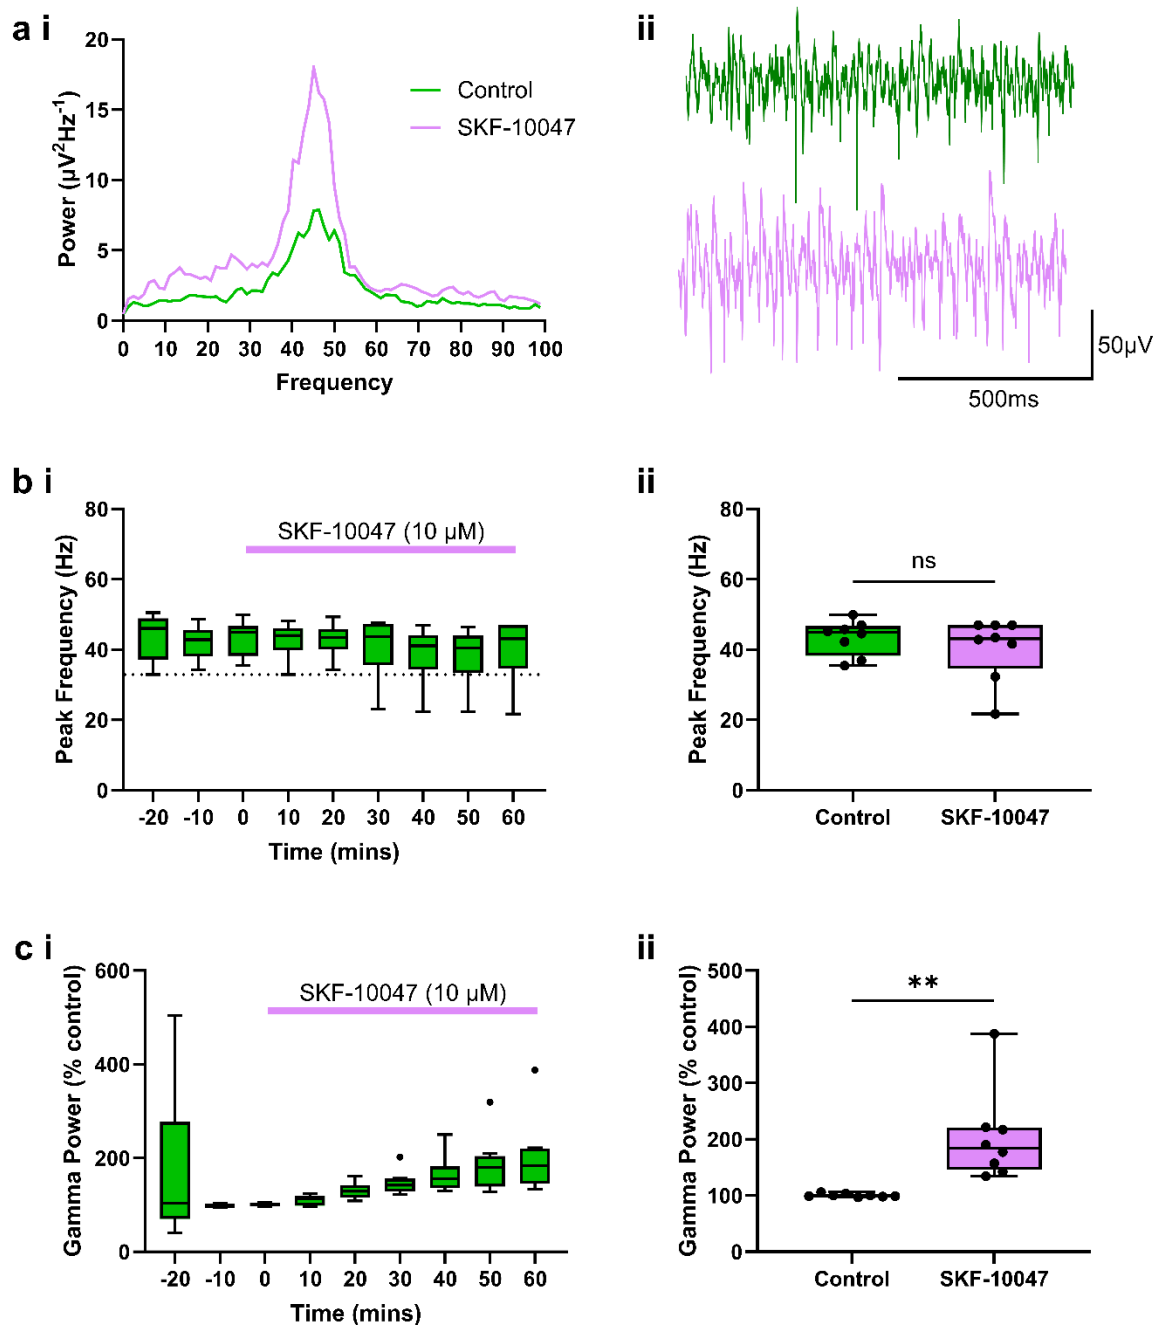 a i
20
15
10
5
0
Power (µV²Hz⁻¹)
Control
SKF-10047
0 10 20 30 40 50 60 70 80 90 100
Frequency
ii
50µV
500ms
b i
80
60
40
20
0
Peak Frequency (Hz)
SKF-10047 (10 µM)
-20 -10 0 10 20 30 40 50 60
Time (mins)
ii
80
60
40
20
0
Peak Frequency (Hz)
ns
Control SKF-10047
c i
600
400
200
0
Gamma Power (% control)
SKF-10047 (10 µM)
-20 -10 0 10 20 30 40 50 60
Time (mins)
ii
500
400
300
200
100
0
Gamma Power (% control)
**
Control SKF-10047